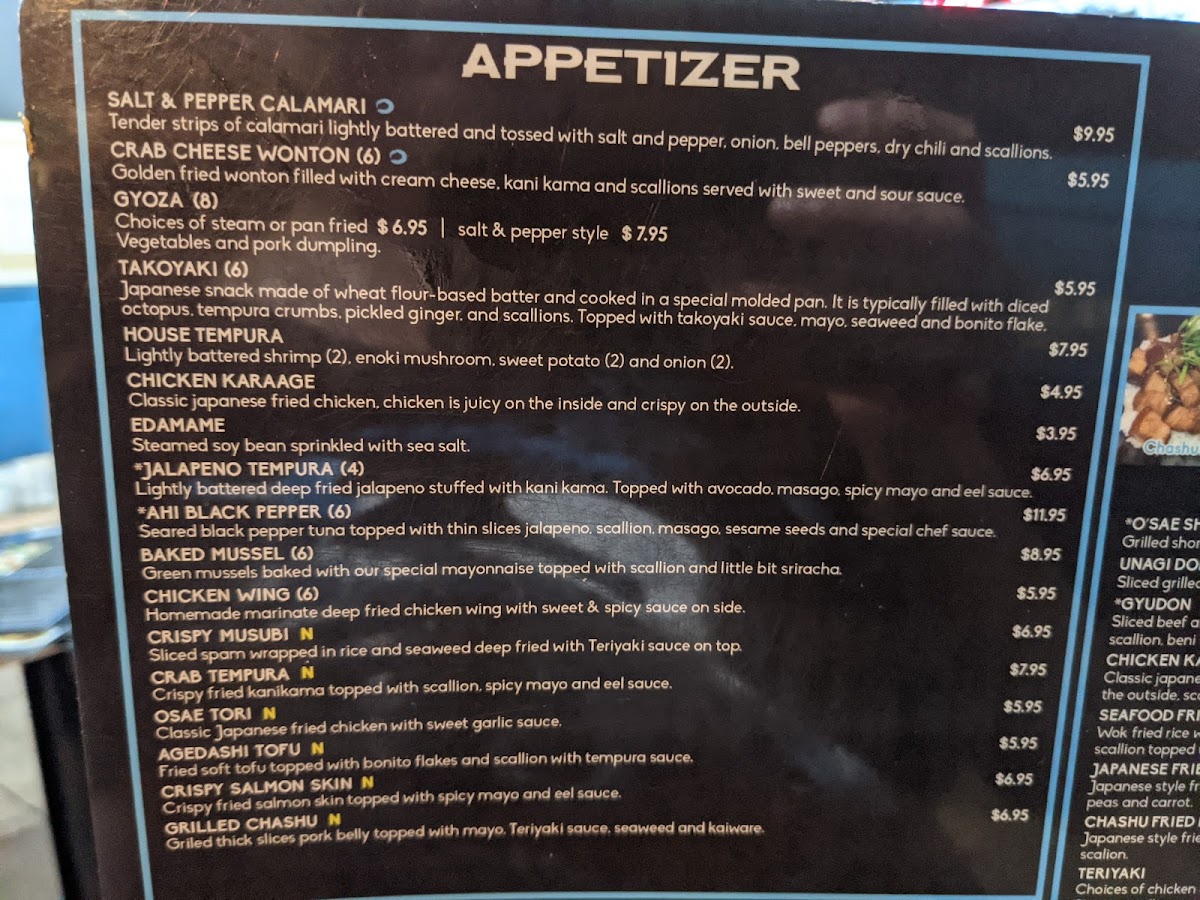 APPETIZER
SALT & PEPPER CALAMARI
$9.95
Tender strips of calamari lightly battered and tossed with salt and pepper, onion, bell peppers, dry chili and scallions.
CRAB CHEESE WONTON (6)
$5.95
Golden fried wonton filled with cream cheese, kani kama and scallions served with sweet and sour sauce.
GYOZA (8)
Choices of steam or pan fried $6.95 | salt & pepper style $7.95
Vegetables and pork dumpling.
TAKOYAKI (6)
$5.95
Japanese snack made of wheat flour-based batter and cooked in a special molded pan. It is typically filled with diced
octopus, tempura crumbs, pickled ginger, and scallions. Topped with takoyaki sauce, mayo, seaweed and bonito flake.
HOUSE TEMPURA
$7.95
Lightly battered shrimp (2), enoki mushroom, sweet potato (2) and onion (2).
CHICKEN KARAAGE
$4.95
Classic japanese fried chicken, chicken is juicy on the inside and crispy on the outside.
EDAMAME
$3.95
Steamed soy bean sprinkled with sea salt.
*JALAPENO TEMPURA (4)
$6.95
Lightly battered deep fried jalapeno stuffed with kani kama. Topped with avocado, masago, spicy mayo and eel sauce.
*AHI BLACK PEPPER (6)
$11.95
Seared black pepper tuna topped with thin slices jalapeno, scallion, masago, sesame seeds and special chef sauce.
BAKED MUSSEL (6)
$8.95
Green mussels baked with our special mayonnaise topped with scallion and little bit sriracha.
CHICKEN WING (6)
$5.95
Homemade marinate deep fried chicken wing with sweet & spicy sauce on side.
CRISPY MUSUBI N
$6.95
Sliced spam wrapped in rice and seaweed deep fried with Teriyaki sauce on top.
CRAB TEMPURA N
$7.95
Crispy fried kanikama topped with scallion, spicy mayo and eel sauce.
OSAE TORI N
$5.95
Classic Japanese fried chicken with sweet garlic sauce.
AGEDASHI TOFU N
$5.95
Fried soft tofu topped with bonito flakes and scallion with tempura sauce.
CRISPY SALMON SKIN N
$6.95
Crispy fried salmon skin topped with spicy mayo and eel sauce.
GRILLED CHASHU N
$6.95
Griled thick slices pork belly topped with mayo, Teriyaki sauce, seaweed and kaiware.
Chashu
*O'SAE
Grilled
UNAGI
Sliced grilled
*GYUDON
Sliced beef
scallion, beni
CHICKEN
Classic
the outside,
SEAFOOD
Wok fried rice
scallion topped
JAPANESE
Japanese style
peas and carrot.
CHASHU FRIED
Japanese style
scalion.
TERIYAKI
Choices of chicken